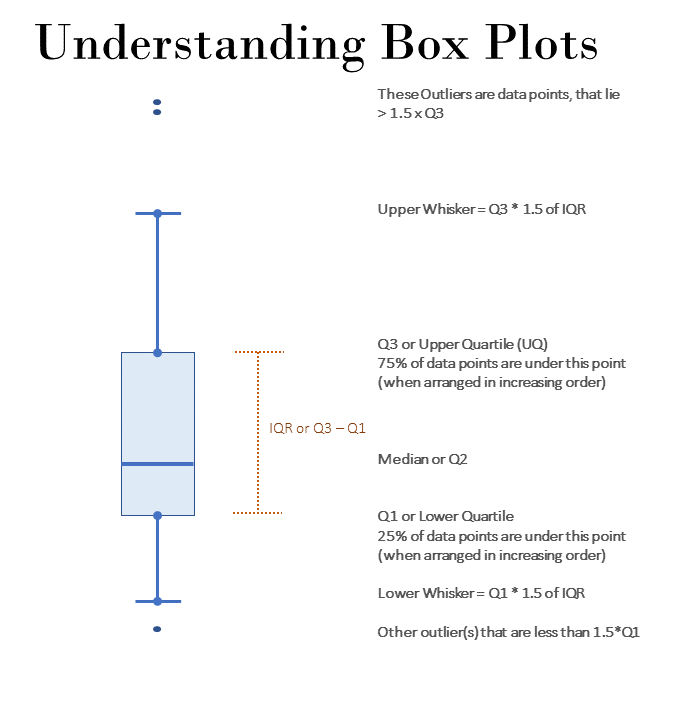 Understanding Box Plots
These Outliers are data points, that lie
> 1.5 x Q3
Upper Whisker = Q3 * 1.5 of IQR
Q3 or Upper Quartile (UQ)
75% of data points are under this point
(when arranged in increasing order)
IQR or Q3 – Q1
Median or Q2
Q1 or Lower Quartile
25% of data points are under this point
(when arranged in increasing order)
Lower Whisker = Q1 * 1.5 of IQR
Other outlier(s) that are less than 1.5*Q1